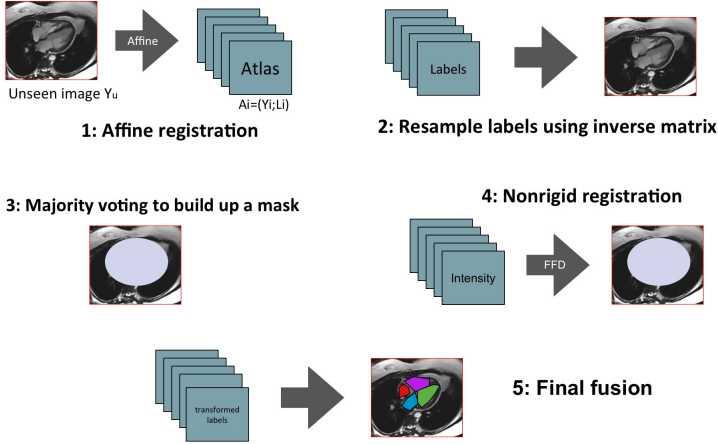 Affine
Atlas
Labels
Unseen image Yu
Ai=(Yi;Li)
1: Affine registration
2: Resample labels using inverse matrix
3: Majority voting to build up a mask
4: Nonrigid registration
Intensity
FFD
transformed
labels
5: Final fusion